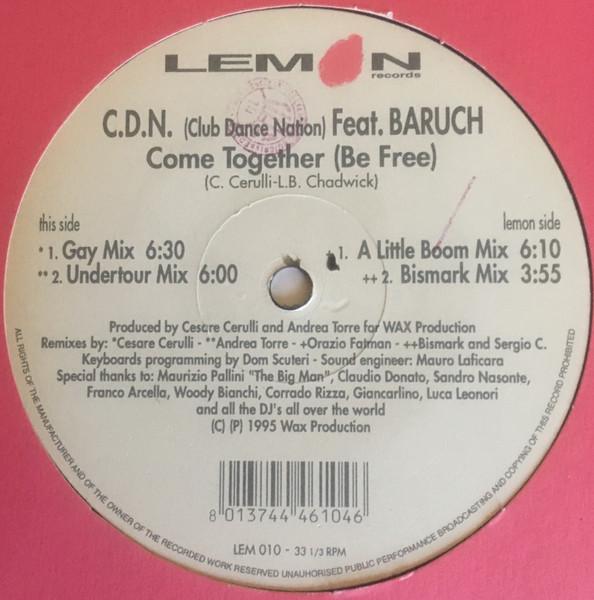 LEMON
records
C.D.N. (Club Dance Nation) Feat. BARUCH
Come Together (Be Free)
(C. Cerulli-L.B. Chadwick)
this side
* 1. Gay Mix 6:30
** 2. Undertour Mix 6:00
lemon side
+ 1. A Little Boom Mix 6:10
++ 2. Bismark Mix 3:55
Produced by Cesare Cerulli and Andrea Torre for WAX Production
Remixes by: *Cesare Cerulli - **Andrea Torre - +Orazio Fatman - ++Bismark and Sergio C.
Keyboards programming by Dom Scuteri - Sound engineer: Mauro Laficara
Special thanks to: Maurizio Pallini "The Big Man", Claudio Donato, Sandro Nasonte,
Franco Arcella, Woody Bianchi, Corrado Rizza, Giancarlino, Luca Leonori
and all the DJ's all over the world
(C) (P) 1995 Wax Production
8 013744 461046
LEM 010 - 33 1/3 RPM
ALL RIGHTS OF THE MANUFACTURER AND OF THE OWNER OF THE RECORDED WORK RESERVED UNAUHORISED PUBLIC PERFORMANCE BROADCASTING AND COPYING OF THIS RECORD PROHIBITED